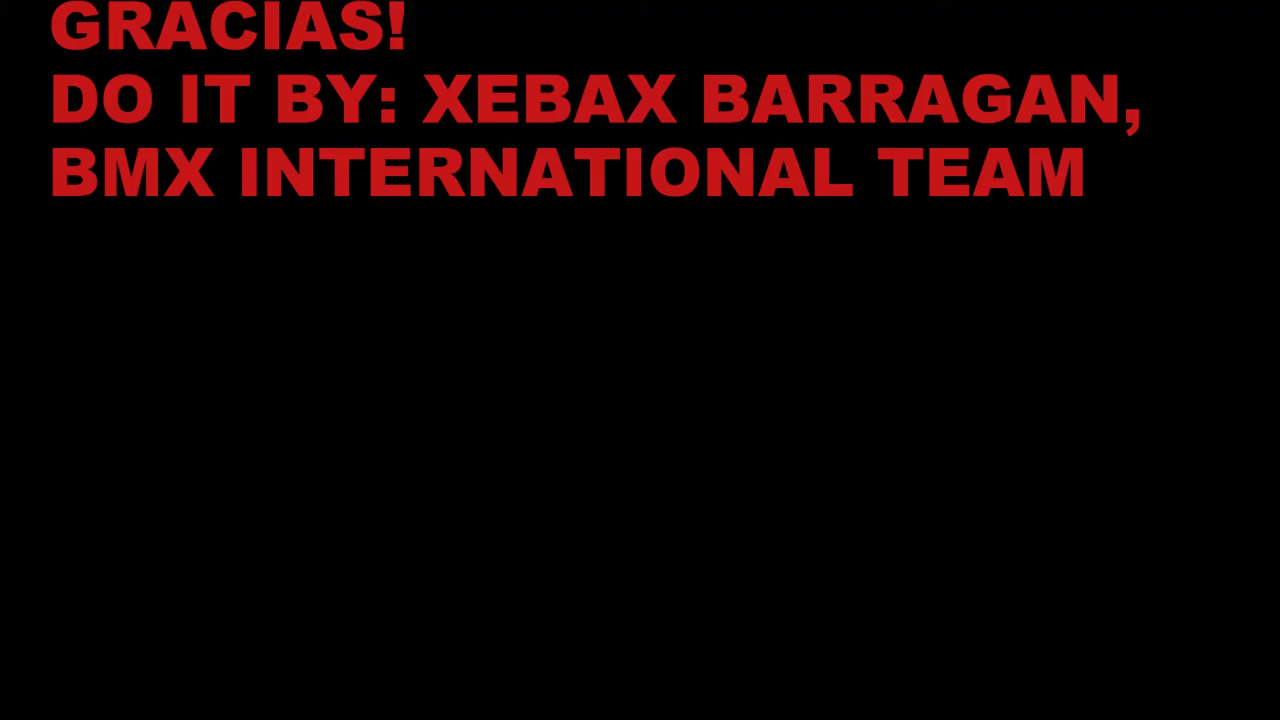 GRACIAS!
DO IT BY: XEBAX BARRAGAN,
BMX INTERNATIONAL TEAM